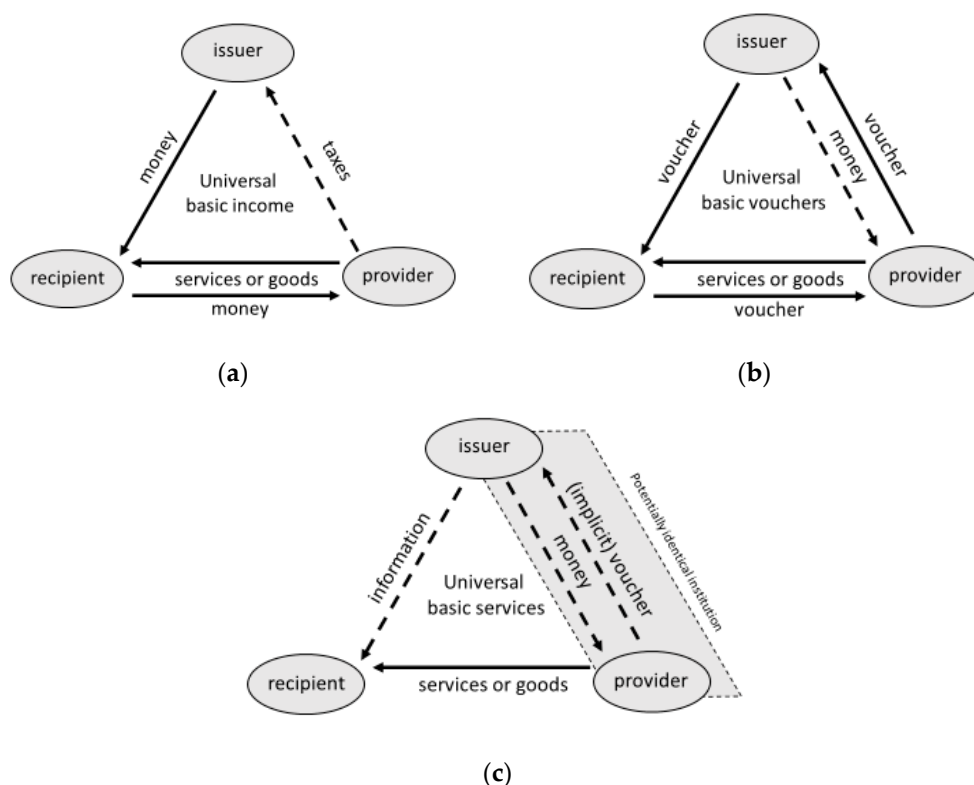 issuer
money
taxes
Universal
basic income
recipient
provider
services or goods
money
(a)
issuer
voucher
money
voucher
Universal
basic vouchers
recipient
provider
services or goods
voucher
(b)
issuer
information
money
(implicit) voucher
Potentially identical institution
Universal
basic services
recipient
services or goods
provider
(c)